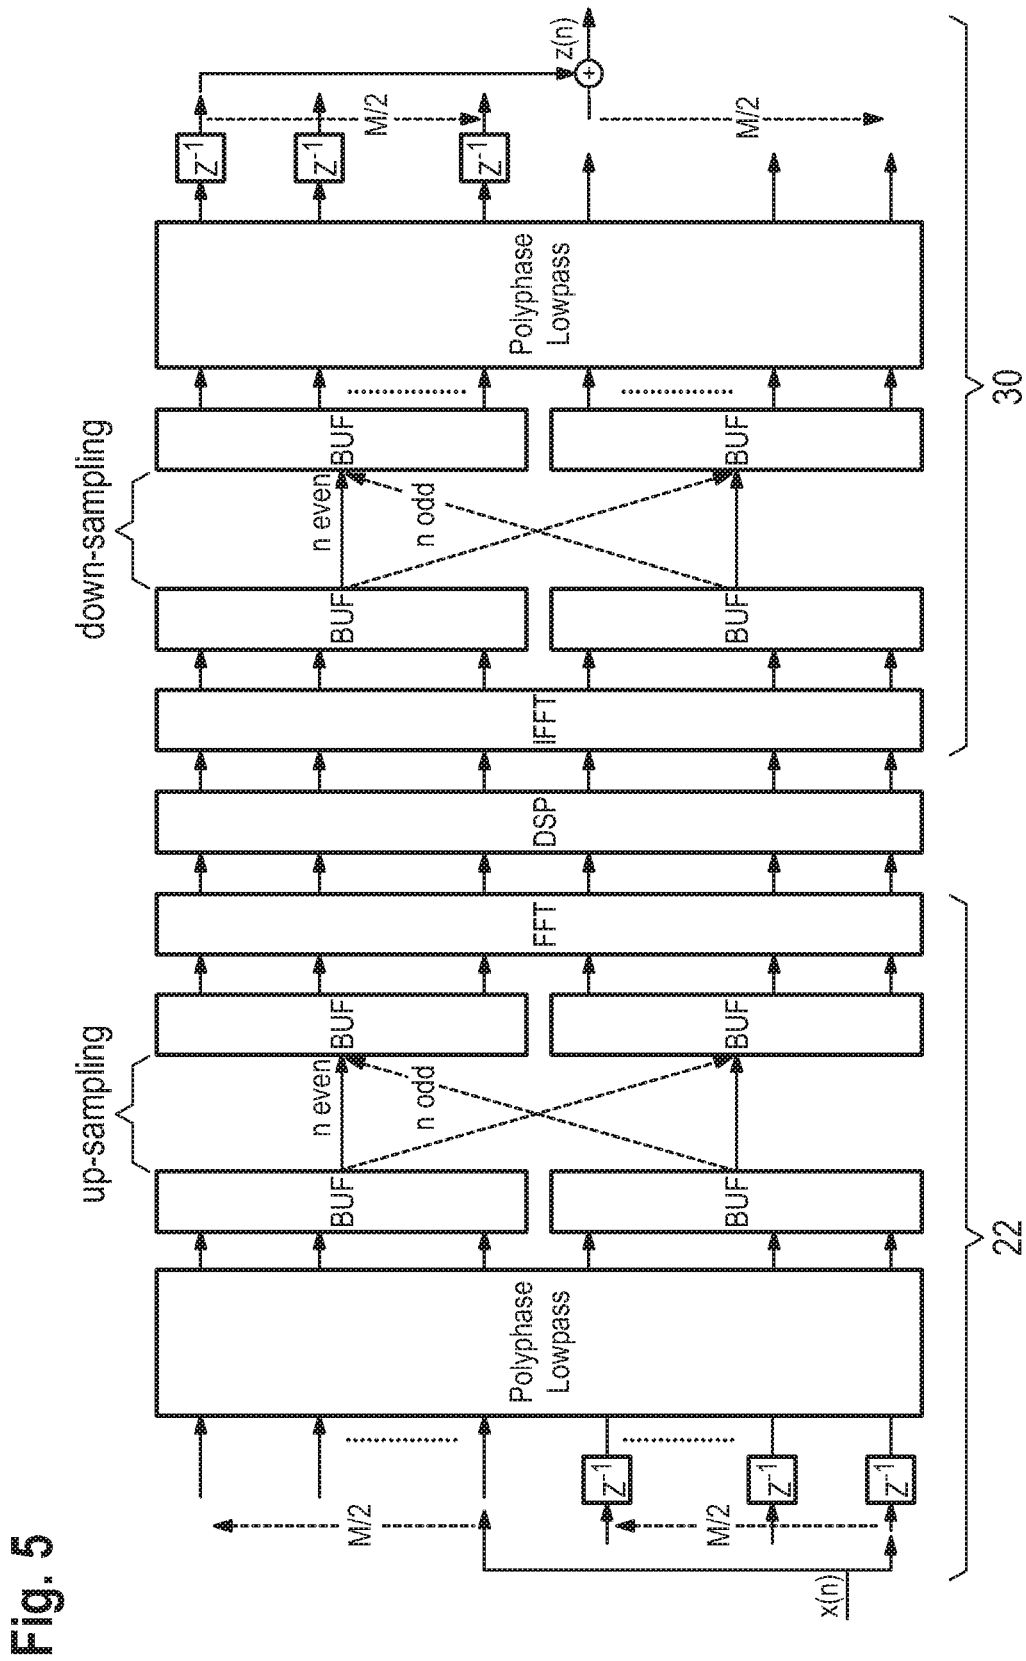 Fig. 5
up-sampling
down-sampling
x(n)
M/2
M/2
z⁻¹
z⁻¹
z⁻¹
Polyphase
Lowpass
BUF
BUF
n even
n odd
BUF
BUF
FFT
DSP
IFFT
BUF
BUF
n even
n odd
BUF
BUF
Polyphase
Lowpass
z⁻¹
z⁻¹
z⁻¹
M/2
M/2
+
z(n)
22
30